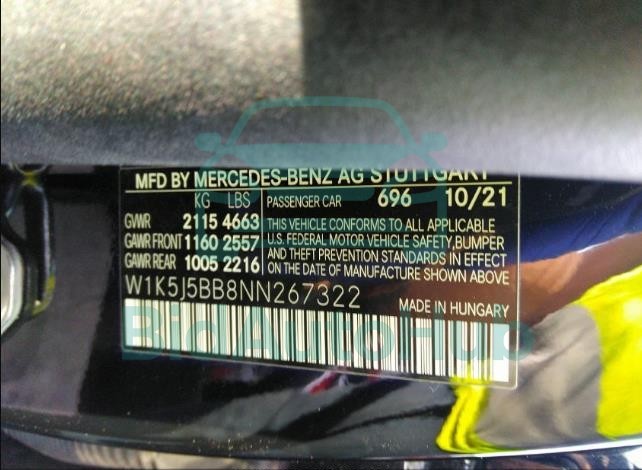 MFD BY MERCEDES-BENZ AG STUTTGART
KG LBS PASSENGER CAR 696 10/21
GVWR 2115 4663 THIS VEHICLE CONFORMS TO ALL APPLICABLE
GAWR FRONT 1160 2557 U.S. FEDERAL MOTOR VEHICLE SAFETY, BUMPER
GAWR REAR 1005 2216 AND THEFT PREVENTION STANDARDS IN EFFECT
ON THE DATE OF MANUFACTURE SHOWN ABOVE
W1K5J5BB8NN267322
MADE IN HUNGARY
BidAutoHub